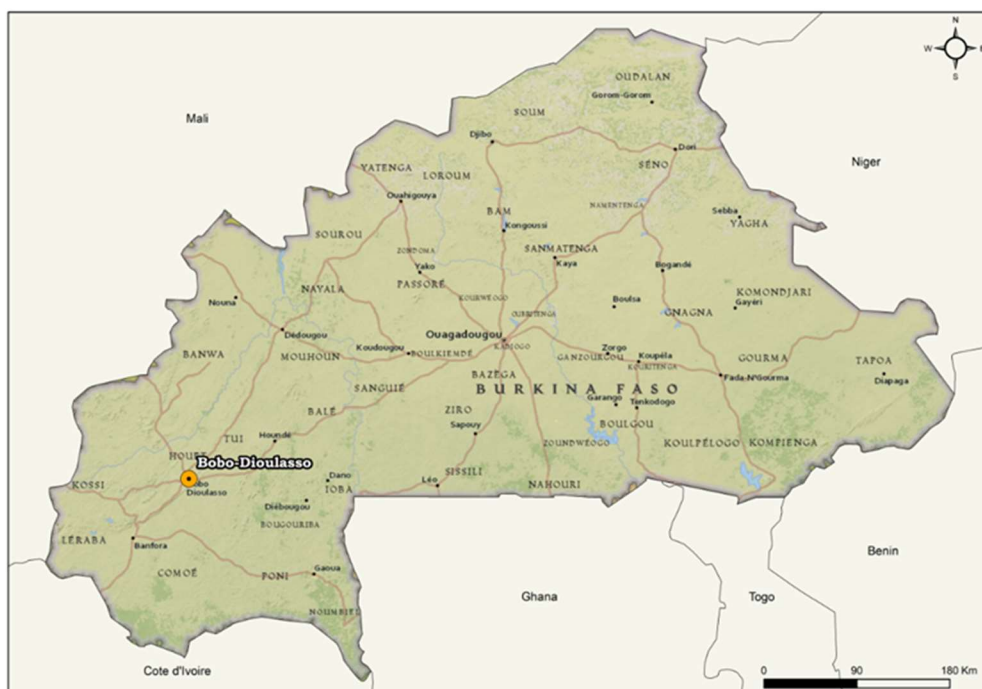 N
W
S
OUDALAN
Gorom-Gorom
SOUM
Mali
Djibo
Dori
Niger
YATENGA
LOROUM
SÉNO
Ouahigouya
BAM
NAMENTENGA
Sebba
YAGHA
Kongoussi
SOUROU
ZONDOMA
SANMATENGA
Kaya
Yako
Bogandé
PASSORÉ
NAYALA
KOURWÉOGO
KOMONDJARI
Nouna
Boulsa
Gayéri
OUBRITENGA
GNAGNA
Dédougou
Ouagadougou
KADIOGO
Koudougou
BOULKIEMDÉ
Zorgo
BANWA
MOUHOUN
GANZOURGOU
Koupéla
GOURMA
TAPOA
KOURITENGA
BAZÈGA
Fada-N'Gourma
Diapaga
SANGUIÉ
BURKINA FASO
Garango
Tenkodogo
BALÉ
ZIRO
Sapouy
BOULGOU
TUI
Houndé
ZOUNDWÉOGO
KOULPÉLOGO
KOMPIENGA
HOUET
Bobo-Dioulasso
SISSILI
Dano
Léo
NAHOURI
KOSSI
Bobo
Dioulasso
IOBA
Diébougou
BOUGOURIBA
LÉRABA
Banfora
Benin
COMOÉ
PONI
Gaoua
Ghana
Togo
NOUMBIEL
Cote d'Ivoire
0
90
180 Km